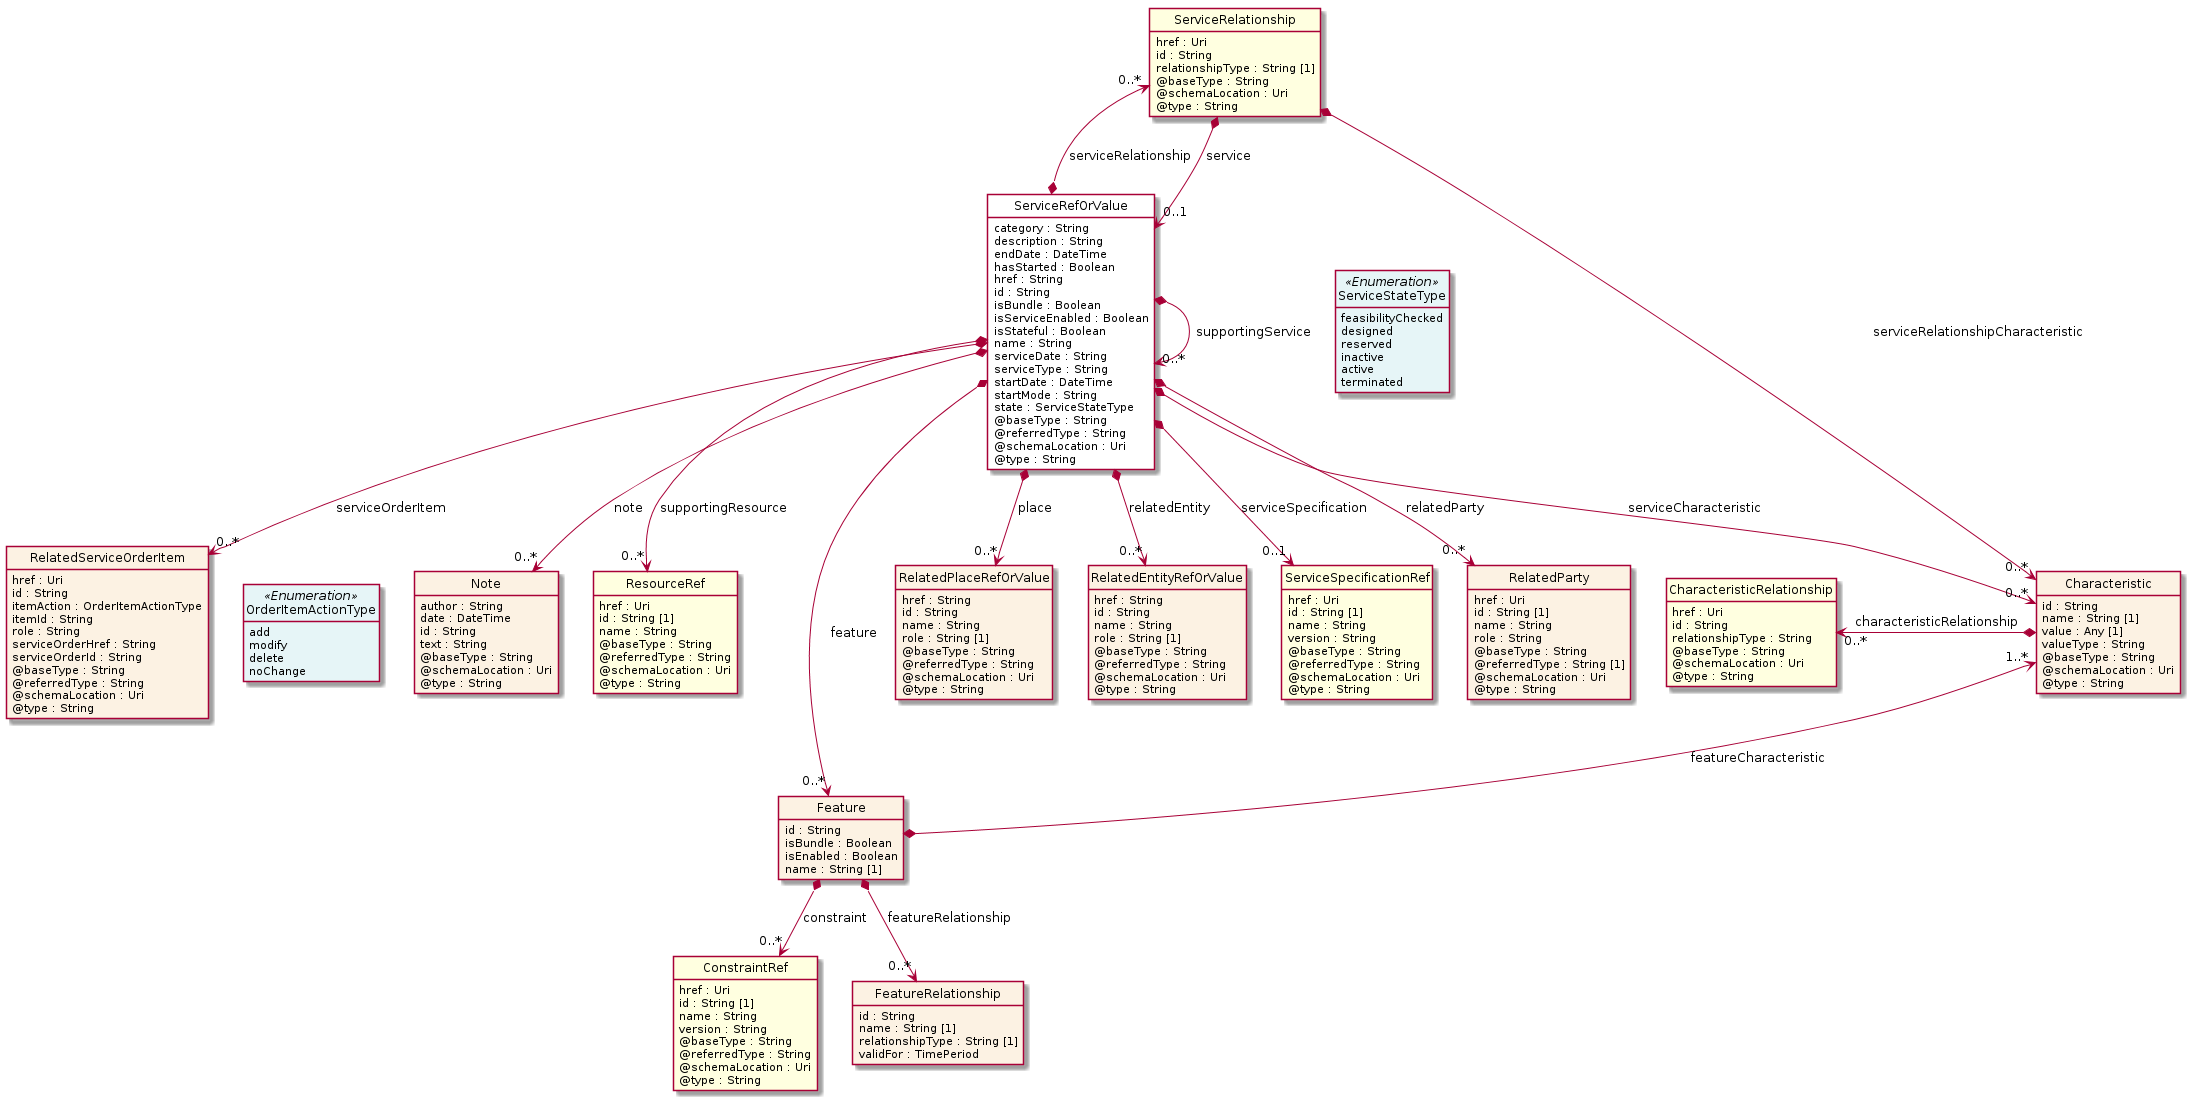 ServiceRelationship
href : Uri
id : String
relationshipType : String [1]
@baseType : String
@schemaLocation : Uri
@type : String
0..*
serviceRelationship
service
0..1
ServiceRefOrValue
category : String
description : String
endDate : DateTime
hasStarted : Boolean
href : String
id : String
isBundle : Boolean
isServiceEnabled : Boolean
isStateful : Boolean
name : String
serviceDate : String
serviceType : String
startDate : DateTime
startMode : String
state : ServiceStateType
@baseType : String
@referredType : String
@schemaLocation : Uri
@type : String
supportingService
0..*
«Enumeration»
ServiceStateType
feasibilityChecked
designed
reserved
inactive
active
terminated
serviceRelationshipCharacteristic
0..*
serviceOrderItem
0..*
note
0..*
supportingResource
0..*
place
0..*
relatedEntity
0..*
serviceSpecification
0..1
relatedParty
0..*
serviceCharacteristic
0..*
RelatedServiceOrderItem
href : Uri
id : String
itemAction : OrderItemActionType
itemId : String
role : String
serviceOrderHref : String
serviceOrderId : String
@baseType : String
@referredType : String
@schemaLocation : Uri
@type : String
«Enumeration»
OrderItemActionType
add
modify
delete
noChange
Note
author : String
date : DateTime
id : String
text : String
@baseType : String
@schemaLocation : Uri
@type : String
ResourceRef
href : Uri
id : String [1]
name : String
@baseType : String
@referredType : String
@schemaLocation : Uri
@type : String
feature
0..*
RelatedPlaceRefOrValue
href : String
id : String
name : String
role : String [1]
@baseType : String
@referredType : String
@schemaLocation : Uri
@type : String
RelatedEntityRefOrValue
href : String
id : String
name : String
role : String [1]
@baseType : String
@referredType : String
@schemaLocation : Uri
@type : String
ServiceSpecificationRef
href : Uri
id : String [1]
name : String
version : String
@baseType : String
@referredType : String
@schemaLocation : Uri
@type : String
RelatedParty
href : Uri
id : String [1]
name : String
role : String
@baseType : String
@referredType : String [1]
@schemaLocation : Uri
@type : String
CharacteristicRelationship
href : Uri
id : String
relationshipType : String
@baseType : String
@schemaLocation : Uri
@type : String
characteristicRelationship
0..*
Characteristic
id : String
name : String [1]
value : Any [1]
valueType : String
@baseType : String
@schemaLocation : Uri
@type : String
1..*
featureCharacteristic
Feature
id : String
isBundle : Boolean
isEnabled : Boolean
name : String [1]
constraint
0..*
featureRelationship
0..*
ConstraintRef
href : Uri
id : String [1]
name : String
version : String
@baseType : String
@referredType : String
@schemaLocation : Uri
@type : String
FeatureRelationship
id : String
name : String [1]
relationshipType : String [1]
validFor : TimePeriod